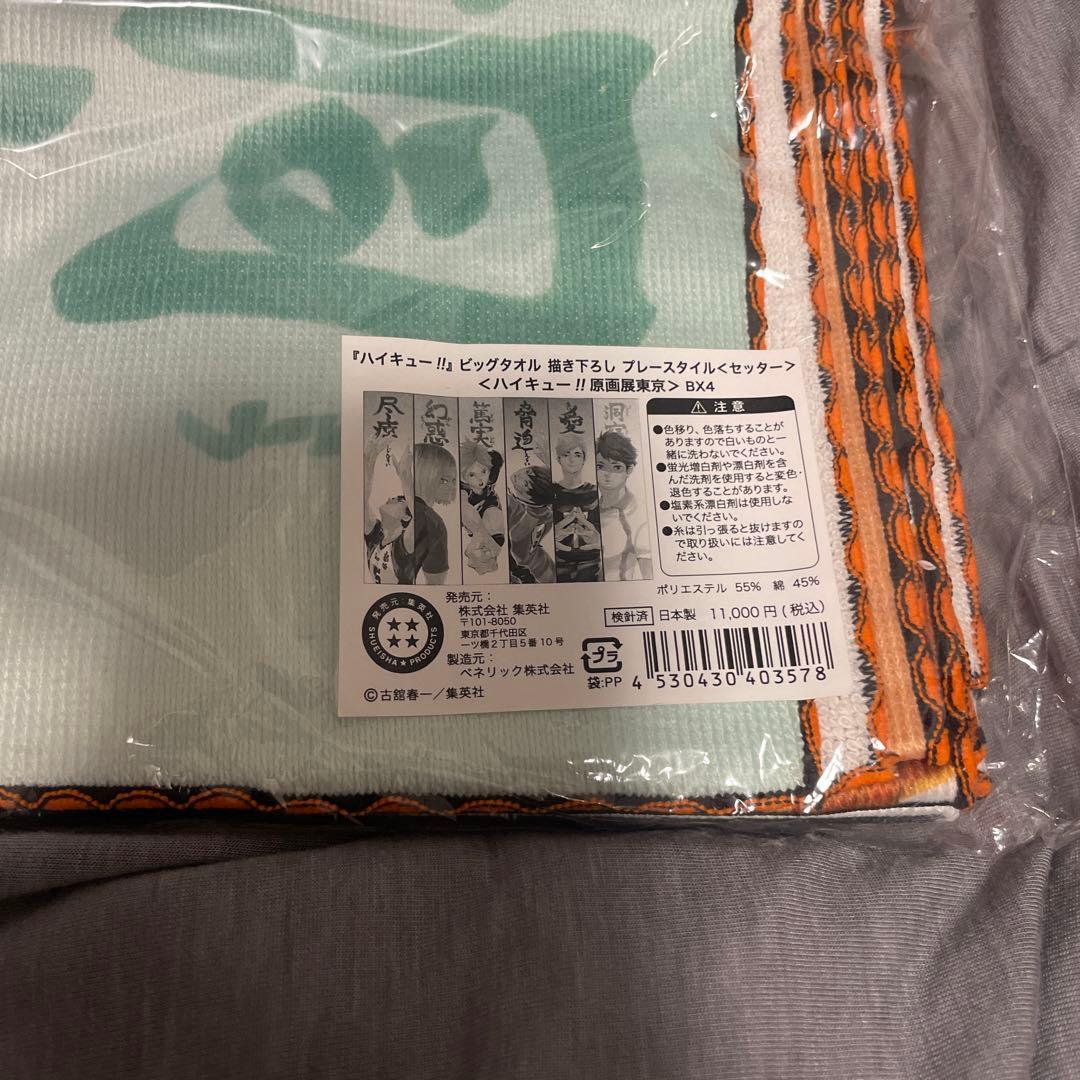 『ハイキュー!!』ビッグタオル 描き下ろし プレースタイル<セッター>
<ハイキュー!!原画展東京> BX4
尽瘁
幻惑
篤実
脅迫
愛
洞察
⚠ 注意
●色移り、色落ちすることが
ありますので白いものと一
緒に洗わないでください。
●蛍光増白剤や漂白剤を含
んだ洗剤を使用すると変色・
退色することがあります。
●塩素系漂白剤は使用しな
いでください。
●糸は引っ張ると抜けますの
で取り扱いには注意してく
ださい。
ポリエステル 55% 綿 45%
検針済 日本製 11,000円(税込)
発売元:
株式会社 集英社
〒101-8050
東京都千代田区
一ツ橋2丁目5番10号
製造元:
ベネリック株式会社
発売元:集英社
SHUEISHA★PRODUCTS
©古舘春一/集英社
プラ
袋:PP
4 530430 403578